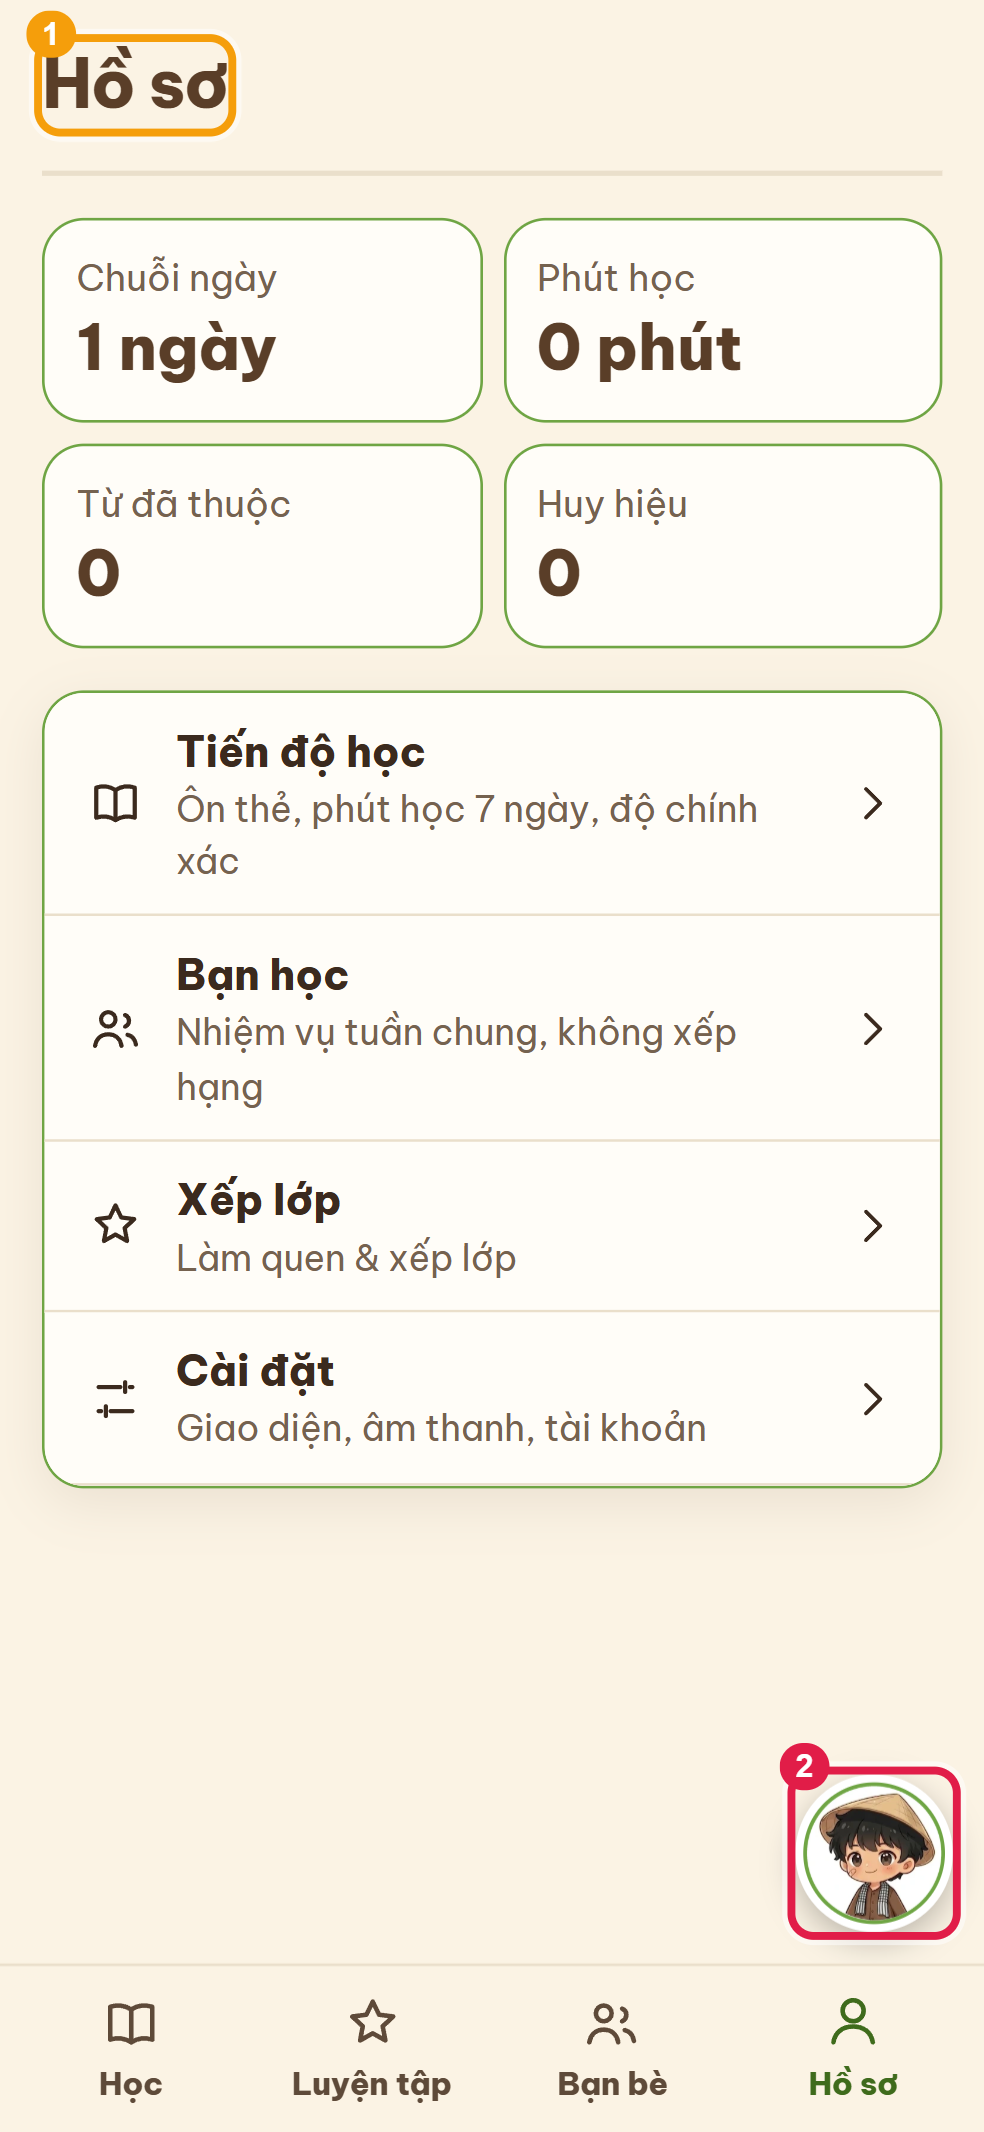 1
Hồ sơ
Chuỗi ngày
1 ngày
Phút học
0 phút
Từ đã thuộc
0
Huy hiệu
0
Tiến độ học
Ôn thẻ, phút học 7 ngày, độ chính
xác
Bạn học
Nhiệm vụ tuần chung, không xếp
hạng
Xếp lớp
Làm quen & xếp lớp
Cài đặt
Giao diện, âm thanh, tài khoản
2
Học
Luyện tập
Bạn bè
Hồ sơ